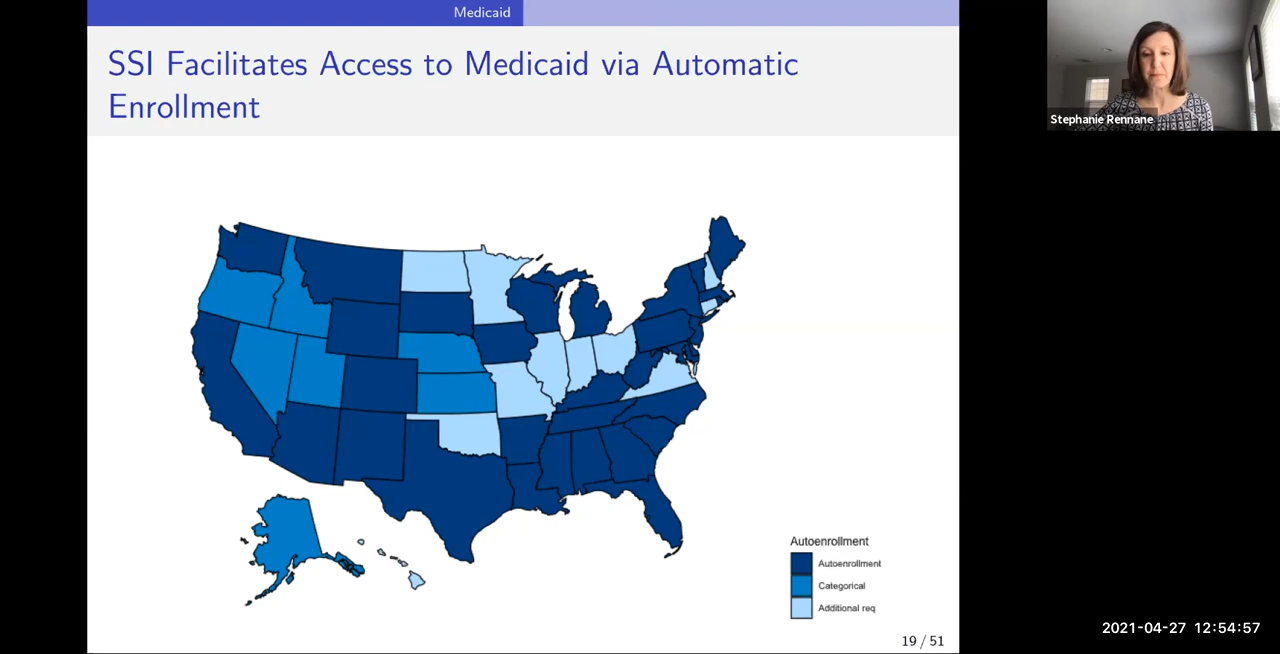 Medicaid
SSI Facilitates Access to Medicaid via Automatic
Enrollment
Stephanie Rennane
Autoenrollment
Autoenrollment
Categorical
Additional req
19 / 51
2021-04-27 12:54:57